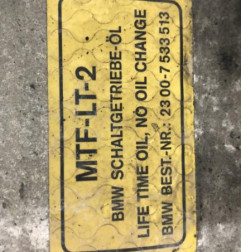 MTF-LT-2
BMW SCHALTGETRIEBE-ÖL
LIFE TIME OIL, NO OIL CHANGE
BMW BEST.-NR.: 23 00-7 533 513